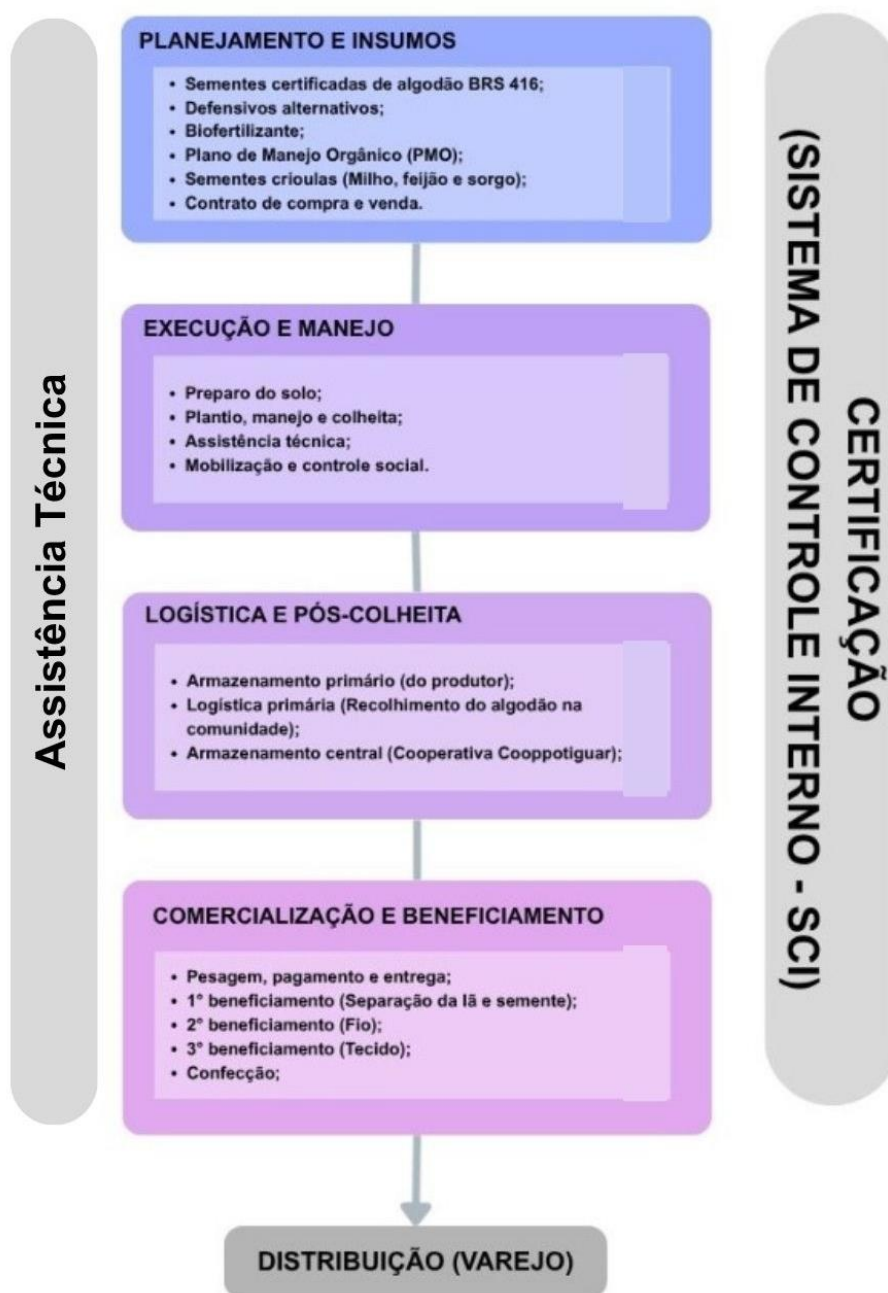 Assistência Técnica
PLANEJAMENTO E INSUMOS
• Sementes certificadas de algodão BRS 416;
• Defensivos alternativos;
• Biofertilizante;
• Plano de Manejo Orgânico (PMO);
• Sementes crioulas (Milho, feijão e sorgo);
• Contrato de compra e venda.
EXECUÇÃO E MANEJO
• Preparo do solo;
• Plantio, manejo e colheita;
• Assistência técnica;
• Mobilização e controle social.
LOGÍSTICA E PÓS-COLHEITA
• Armazenamento primário (do produtor);
• Logística primária (Recolhimento do algodão na
comunidade);
• Armazenamento central (Cooperativa Cooppotiguar);
COMERCIALIZAÇÃO E BENEFICIAMENTO
• Pesagem, pagamento e entrega;
• 1° beneficiamento (Separação da lã e semente);
• 2° beneficiamento (Fio);
• 3° beneficiamento (Tecido);
• Confecção;
DISTRIBUIÇÃO (VAREJO)
CERTIFICAÇÃO
(SISTEMA DE CONTROLE INTERNO - SCI)